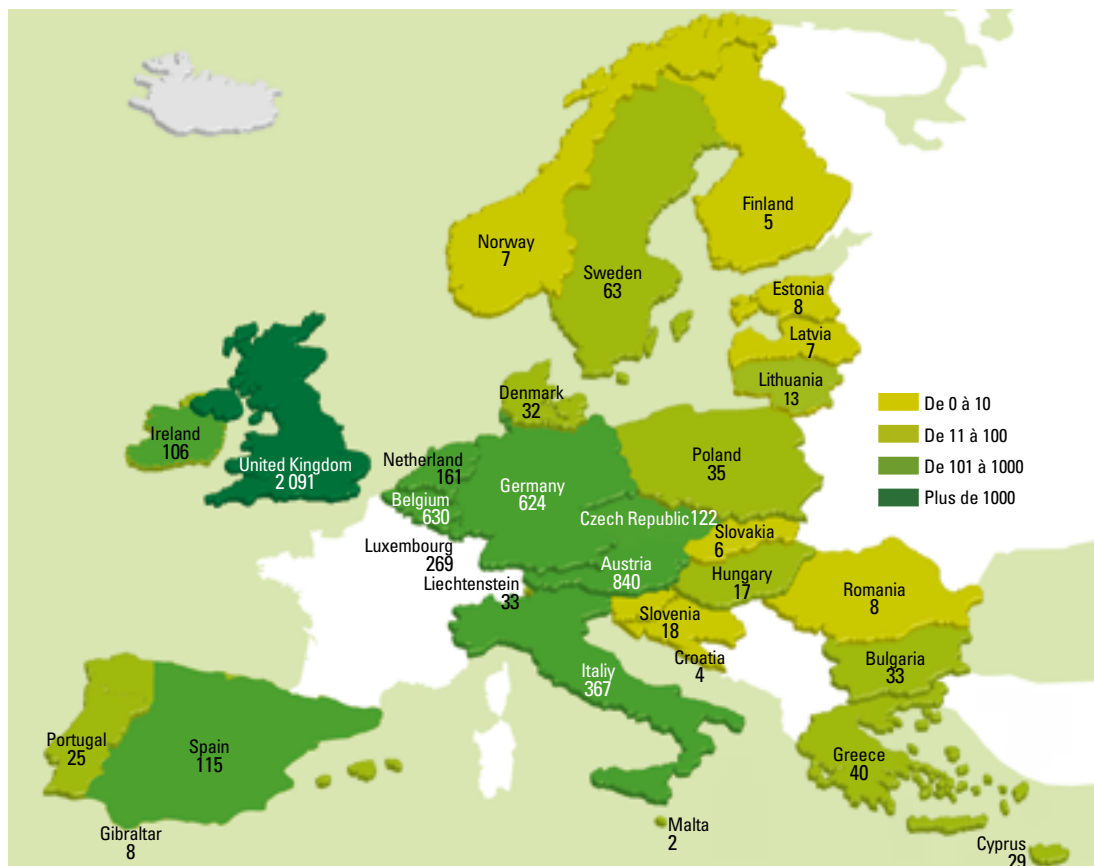 Finland
5
Norway
7
Sweden
63
Estonia
8
Latvia
7
Lithuania
13
Denmark
32
Ireland
106
United Kingdom
2 091
Netherland
161
Belgium
630
Germany
624
Poland
35
Czech Republic 122
Slovakia
6
Luxembourg
269
Liechtenstein
33
Austria
840
Hungary
17
Romania
8
Slovenia
18
Croatia
4
Italiy
367
Bulgaria
33
Portugal
25
Spain
115
Greece
40
Gibraltar
8
Malta
2
Cyprus
29
De 0 à 10
De 11 à 100
De 101 à 1000
Plus de 1000